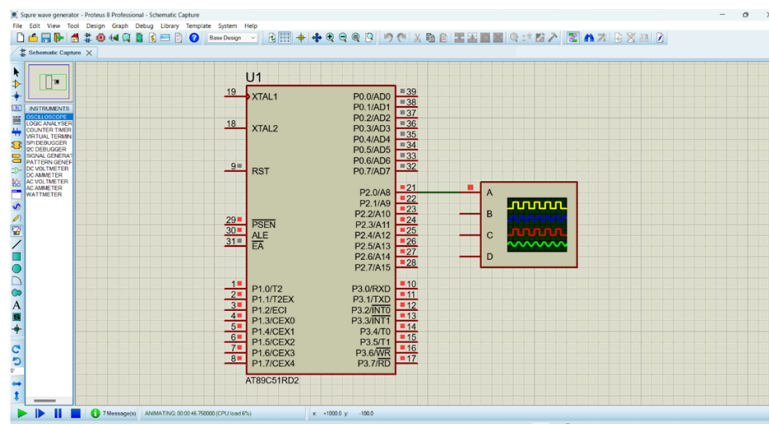 Squre wave generator - Proteus 8 Professional - Schematic Capture
File Edit View Tool Design Graph Debug Library Template System Help
Base Design
Schematic Capture
INSTRUMENTS
OSCILLOSCOPE
LOGIC ANALYSER
COUNTER TIMER
VIRTUAL TERMIN
SPI DEBUGGER
I2C DEBUGGER
SIGNAL GENERAT
PATTERN GENEF
DC VOLTMETER
DC AMMETER
AC VOLTMETER
AC AMMETER
WATTMETER
U1
19 XTAL1 P0.0/AD0 39
P0.1/AD1 38
P0.2/AD2 37
18 XTAL2 P0.3/AD3 36
P0.4/AD4 35
P0.5/AD5 34
P0.6/AD6 33
9 RST P0.7/AD7 32
P2.0/A8 21 A
P2.1/A9 22
P2.2/A10 23 B
29 PSEN P2.3/A11 24
30 ALE P2.4/A12 25 C
31 EA P2.5/A13 26
P2.6/A14 27 D
P2.7/A15 28
1 P1.0/T2 P3.0/RXD 10
2 P1.1/T2EX P3.1/TXD 11
3 P1.2/ECI P3.2/INT0 12
4 P1.3/CEX0 P3.3/INT1 13
5 P1.4/CEX1 P3.4/T0 14
6 P1.5/CEX2 P3.5/T1 15
7 P1.6/CEX3 P3.6/WR 16
8 P1.7/CEX4 P3.7/RD 17
AT89C51RD2
7 Message(s) ANIMATING: 00:00:46.750000 (CPU load 6%) x: +1000.0 y: -100.0